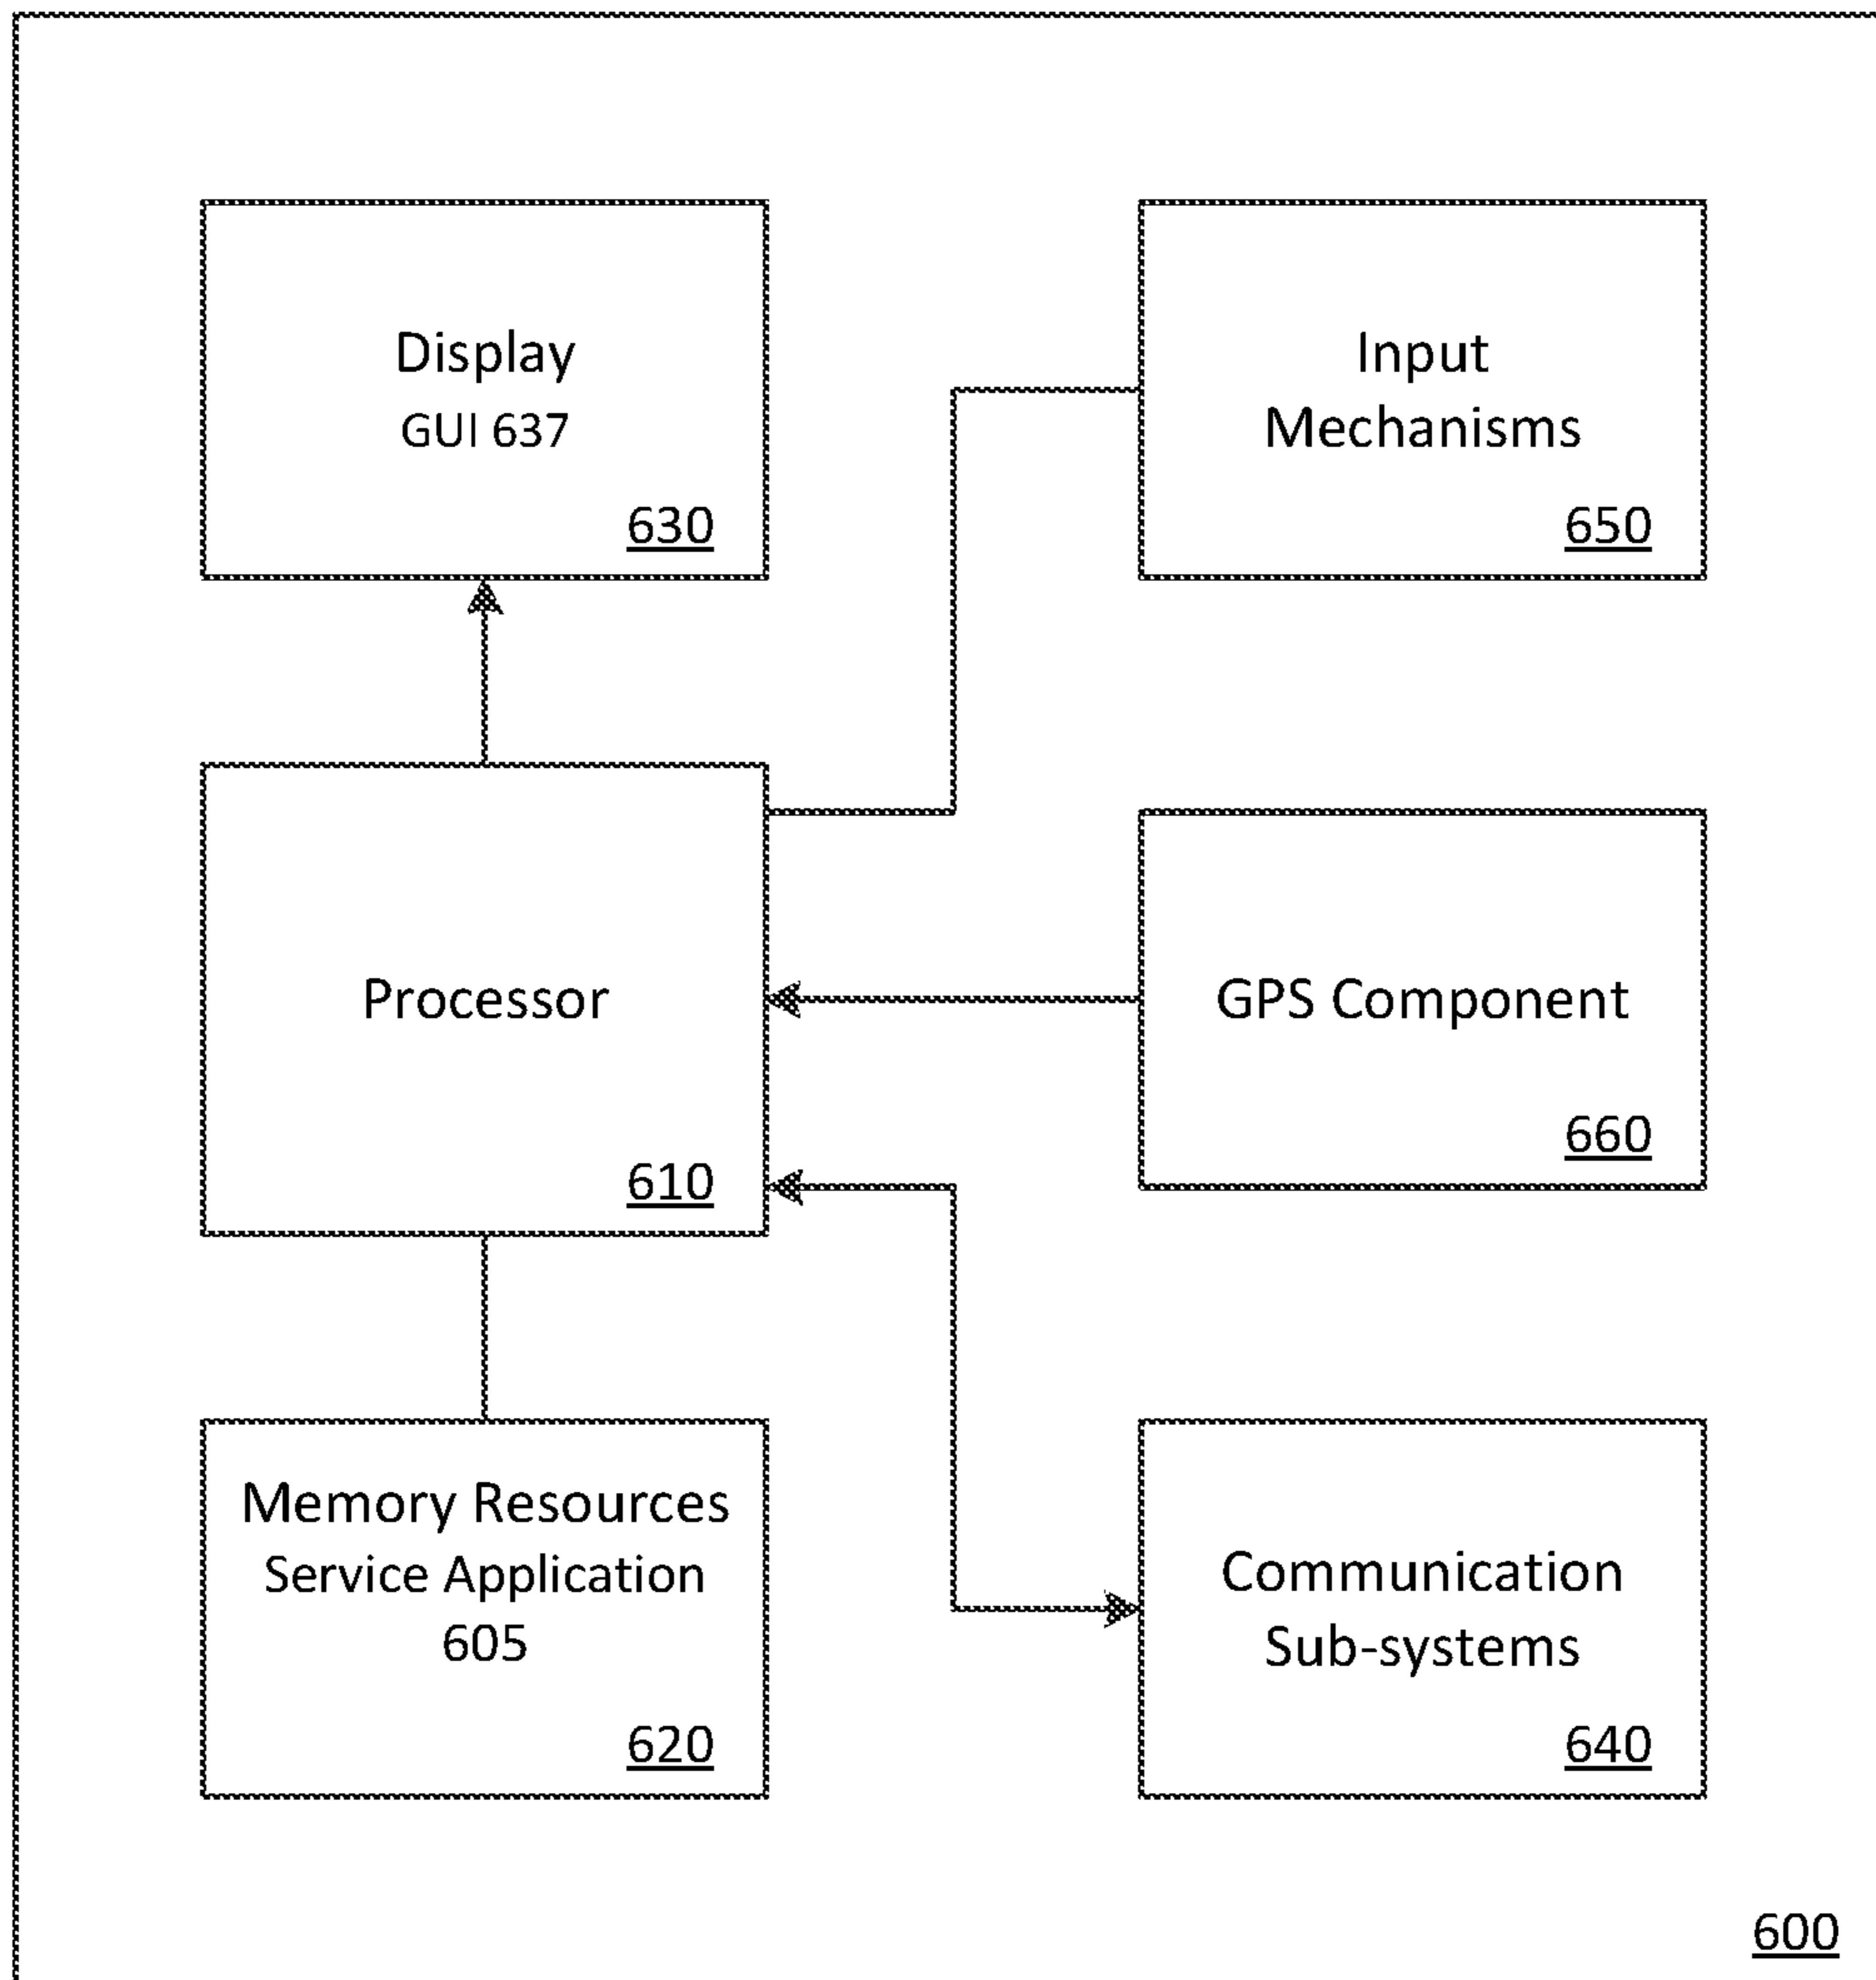 Display
GUI 637
630
Input
Mechanisms
650
Processor
610
GPS Component
660
Memory Resources
Service Application
605
620
Communication
Sub-systems
640
600